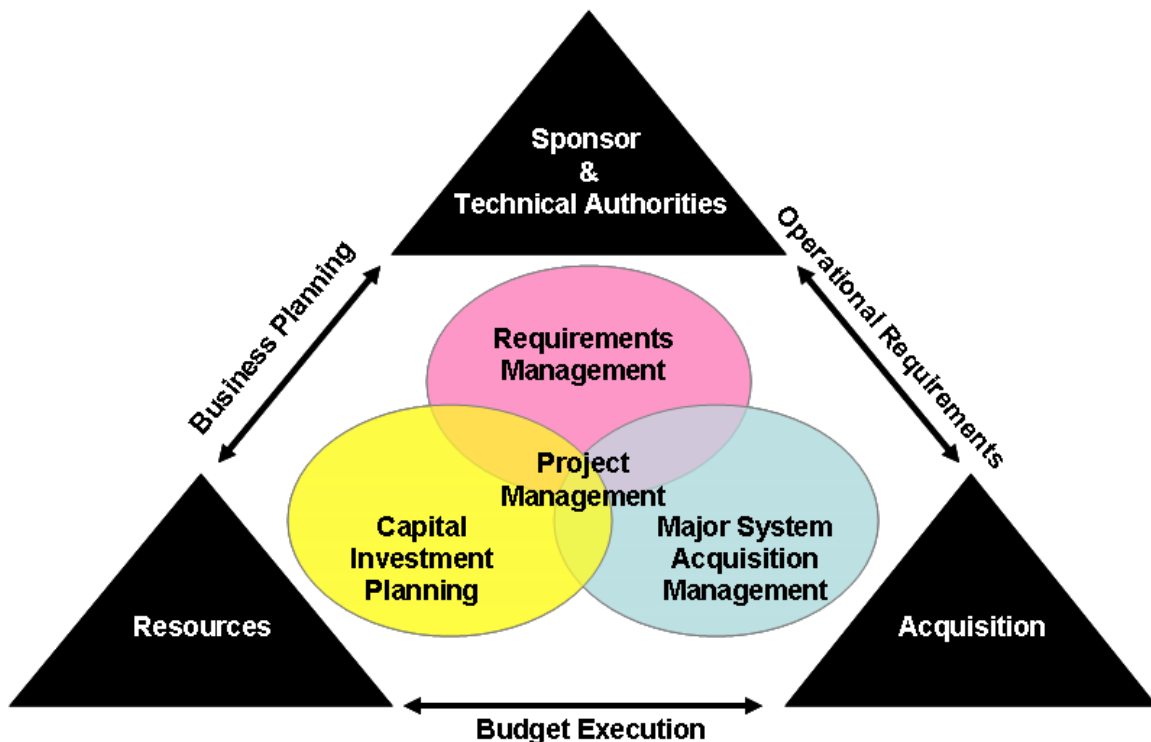 Sponsor
&
Technical Authorities
Business Planning
Operational Requirements
Requirements
Management
Project
Management
Capital
Investment
Planning
Major System
Acquisition
Management
Resources
Acquisition
Budget Execution